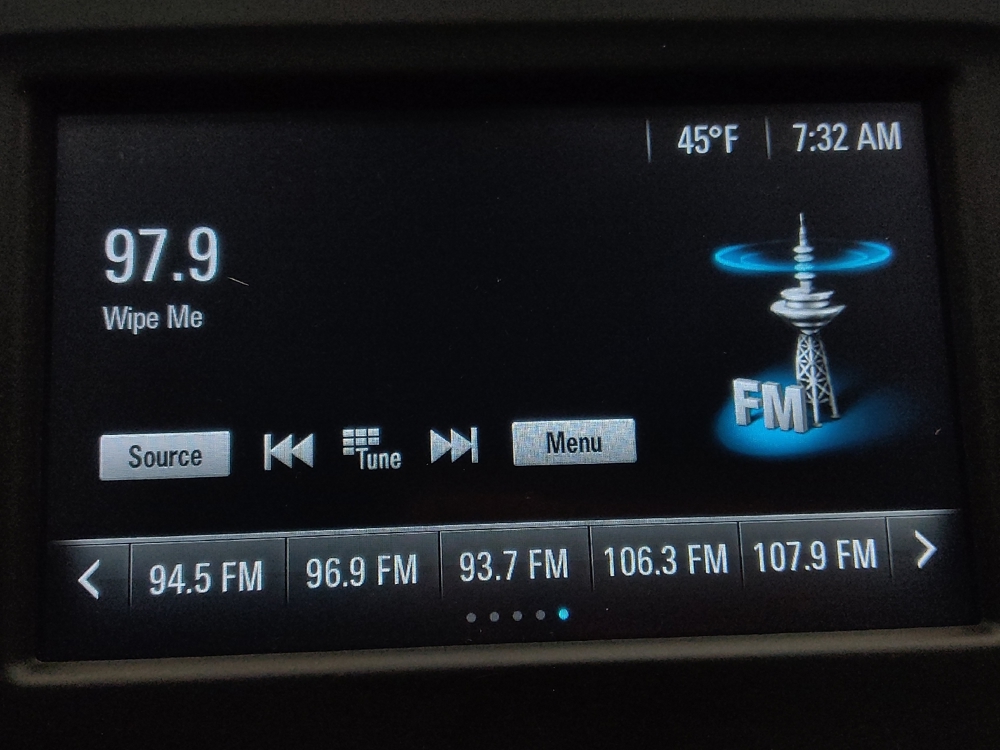 45°F 7:32 AM
97.9
Wipe Me
FM
Source Tune Menu
94.5 FM 96.9 FM 93.7 FM 106.3 FM 107.9 FM